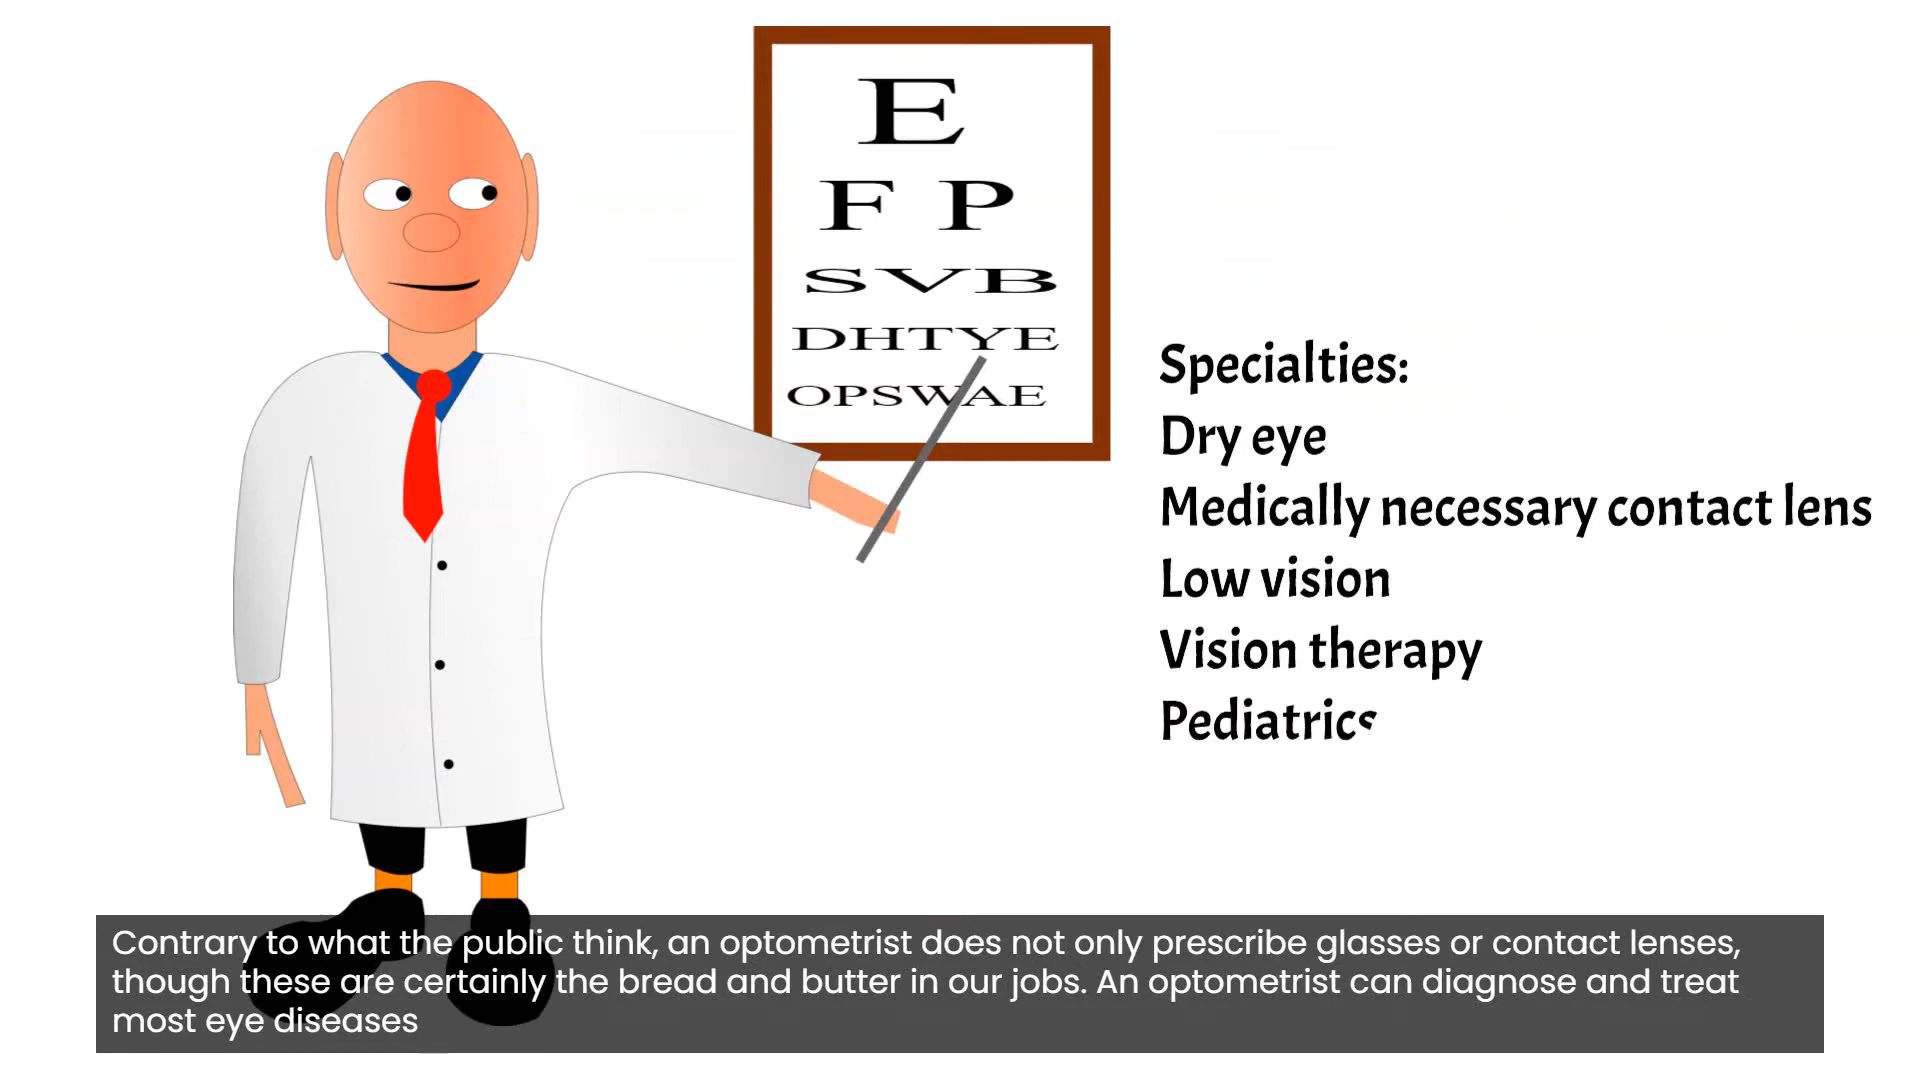 E
F P
SVB
DHTYE
OPSWAE
Specialties:
Dry eye
Medically necessary contact lens
Low vision
Vision therapy
Pediatrics
Contrary to what the public think, an optometrist does not only prescribe glasses or contact lenses,
though these are certainly the bread and butter in our jobs. An optometrist can diagnose and treat
most eye diseases